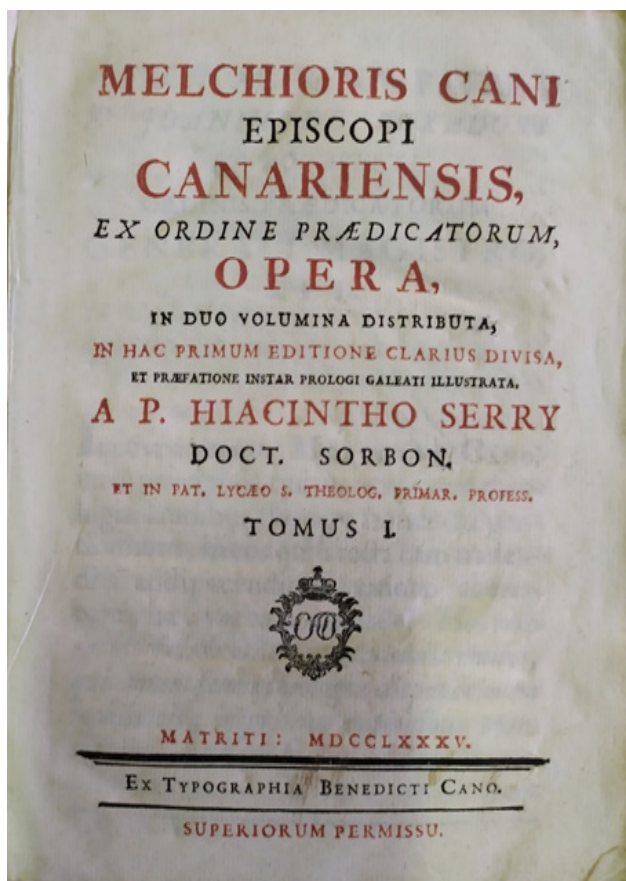 MELCHIORIS CANI
EPISCOPI
CANARIENSIS,
EX ORDINE PRÆDICATORUM,
OPERA,
IN DUO VOLUMINA DISTRIBUTA,
IN HAC PRIMUM EDITIONE CLARIUS DIVISA,
ET PRÆFATIONE INSTAR PROLOGI GALEATI ILLUSTRATA,
A P. HIACINTHO SERRY
DOCT. SORBON.
ET IN PAT. LYCÆO S. THEOLOG. PRIMAR. PROFESS.
TOMUS I.
MATRITI: MDCCLXXXV.
EX TYPOGRAPHIA BENEDICTI CANO.
SUPERIORUM PERMISSU.